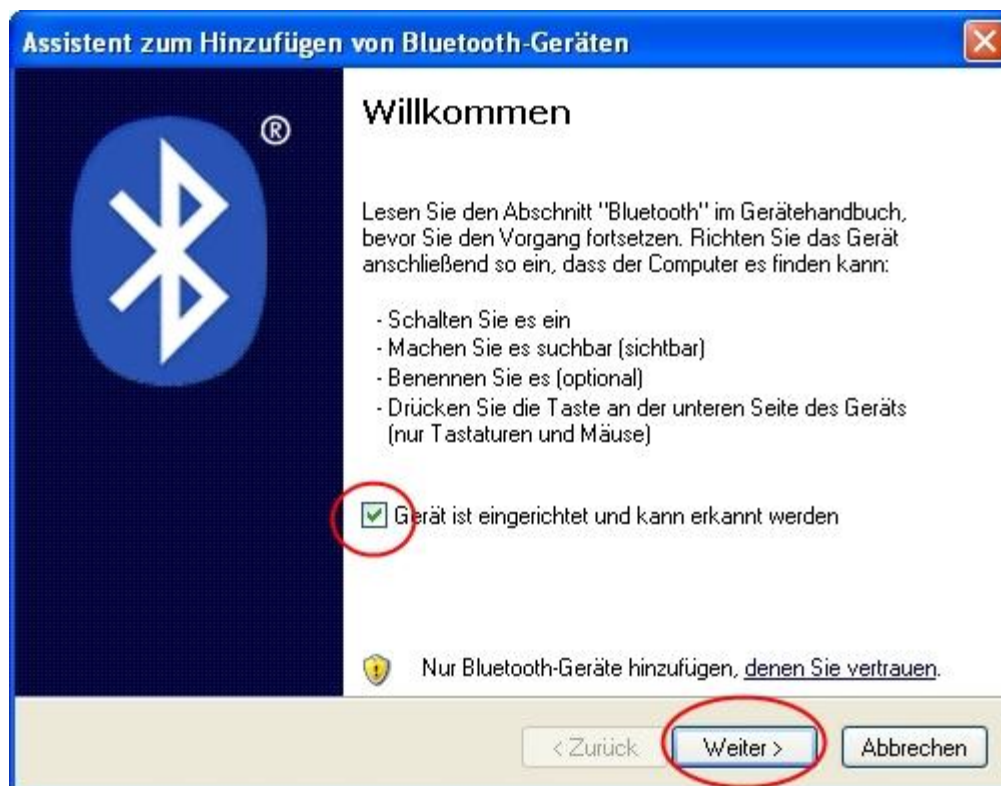 Assistent zum Hinzufügen von Bluetooth-Geräten
®
Willkommen
Lesen Sie den Abschnitt "Bluetooth" im Gerätehandbuch,
bevor Sie den Vorgang fortsetzen. Richten Sie das Gerät
anschließend so ein, dass der Computer es finden kann:
- Schalten Sie es ein
- Machen Sie es suchbar (sichtbar)
- Benennen Sie es (optional)
- Drücken Sie die Taste an der unteren Seite des Geräts
(nur Tastaturen und Mäuse)
Gerät ist eingerichtet und kann erkannt werden
Nur Bluetooth-Geräte hinzufügen, denen Sie vertrauen.
< Zurück Weiter > Abbrechen